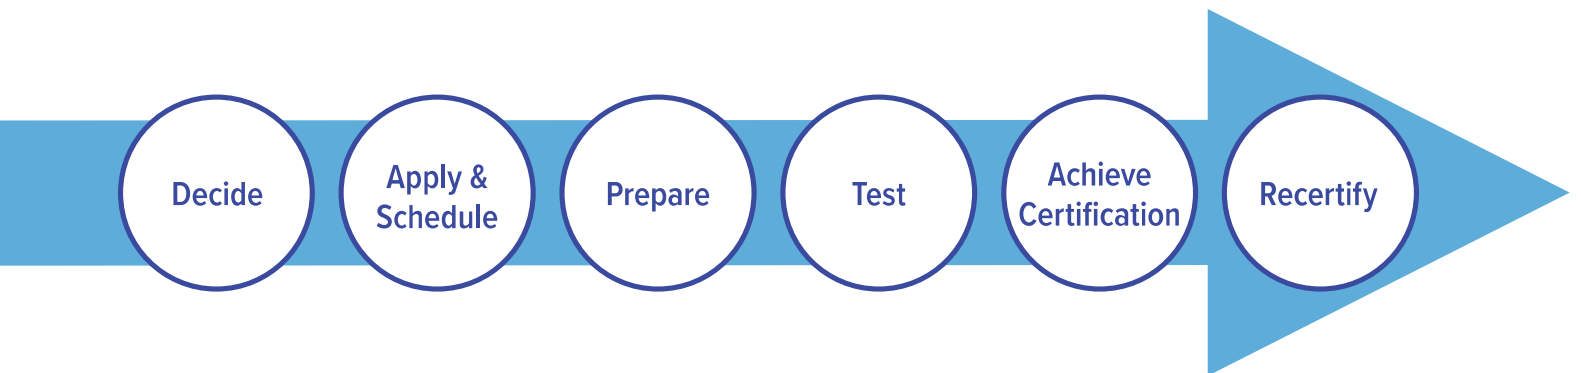 Decide
Apply &
Schedule
Prepare
Test
Achieve
Certification
Recertify